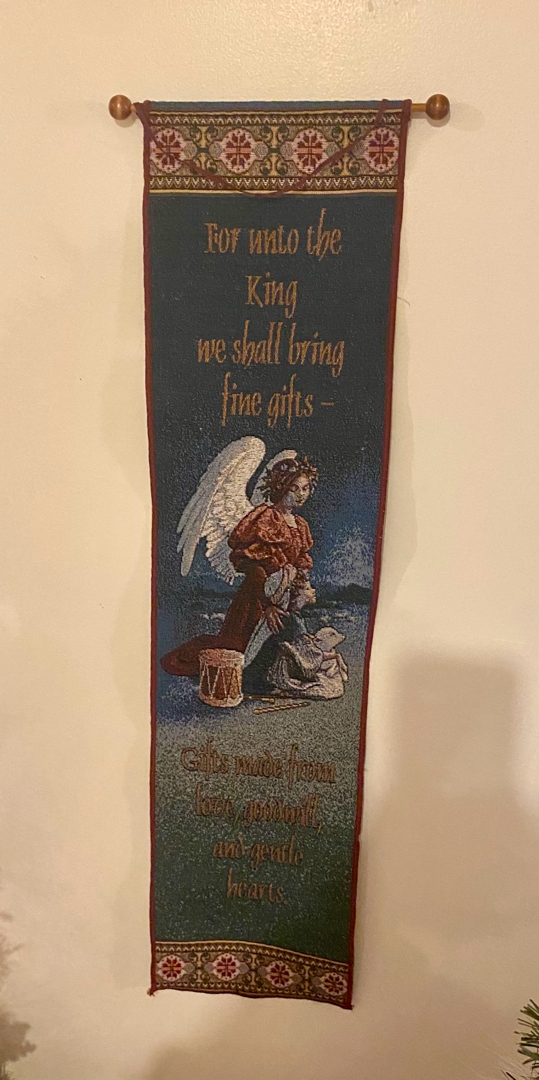 For unto the
King
we shall bring
fine gifts –
Gifts made from
love, goodwill,
and gentle
hearts.